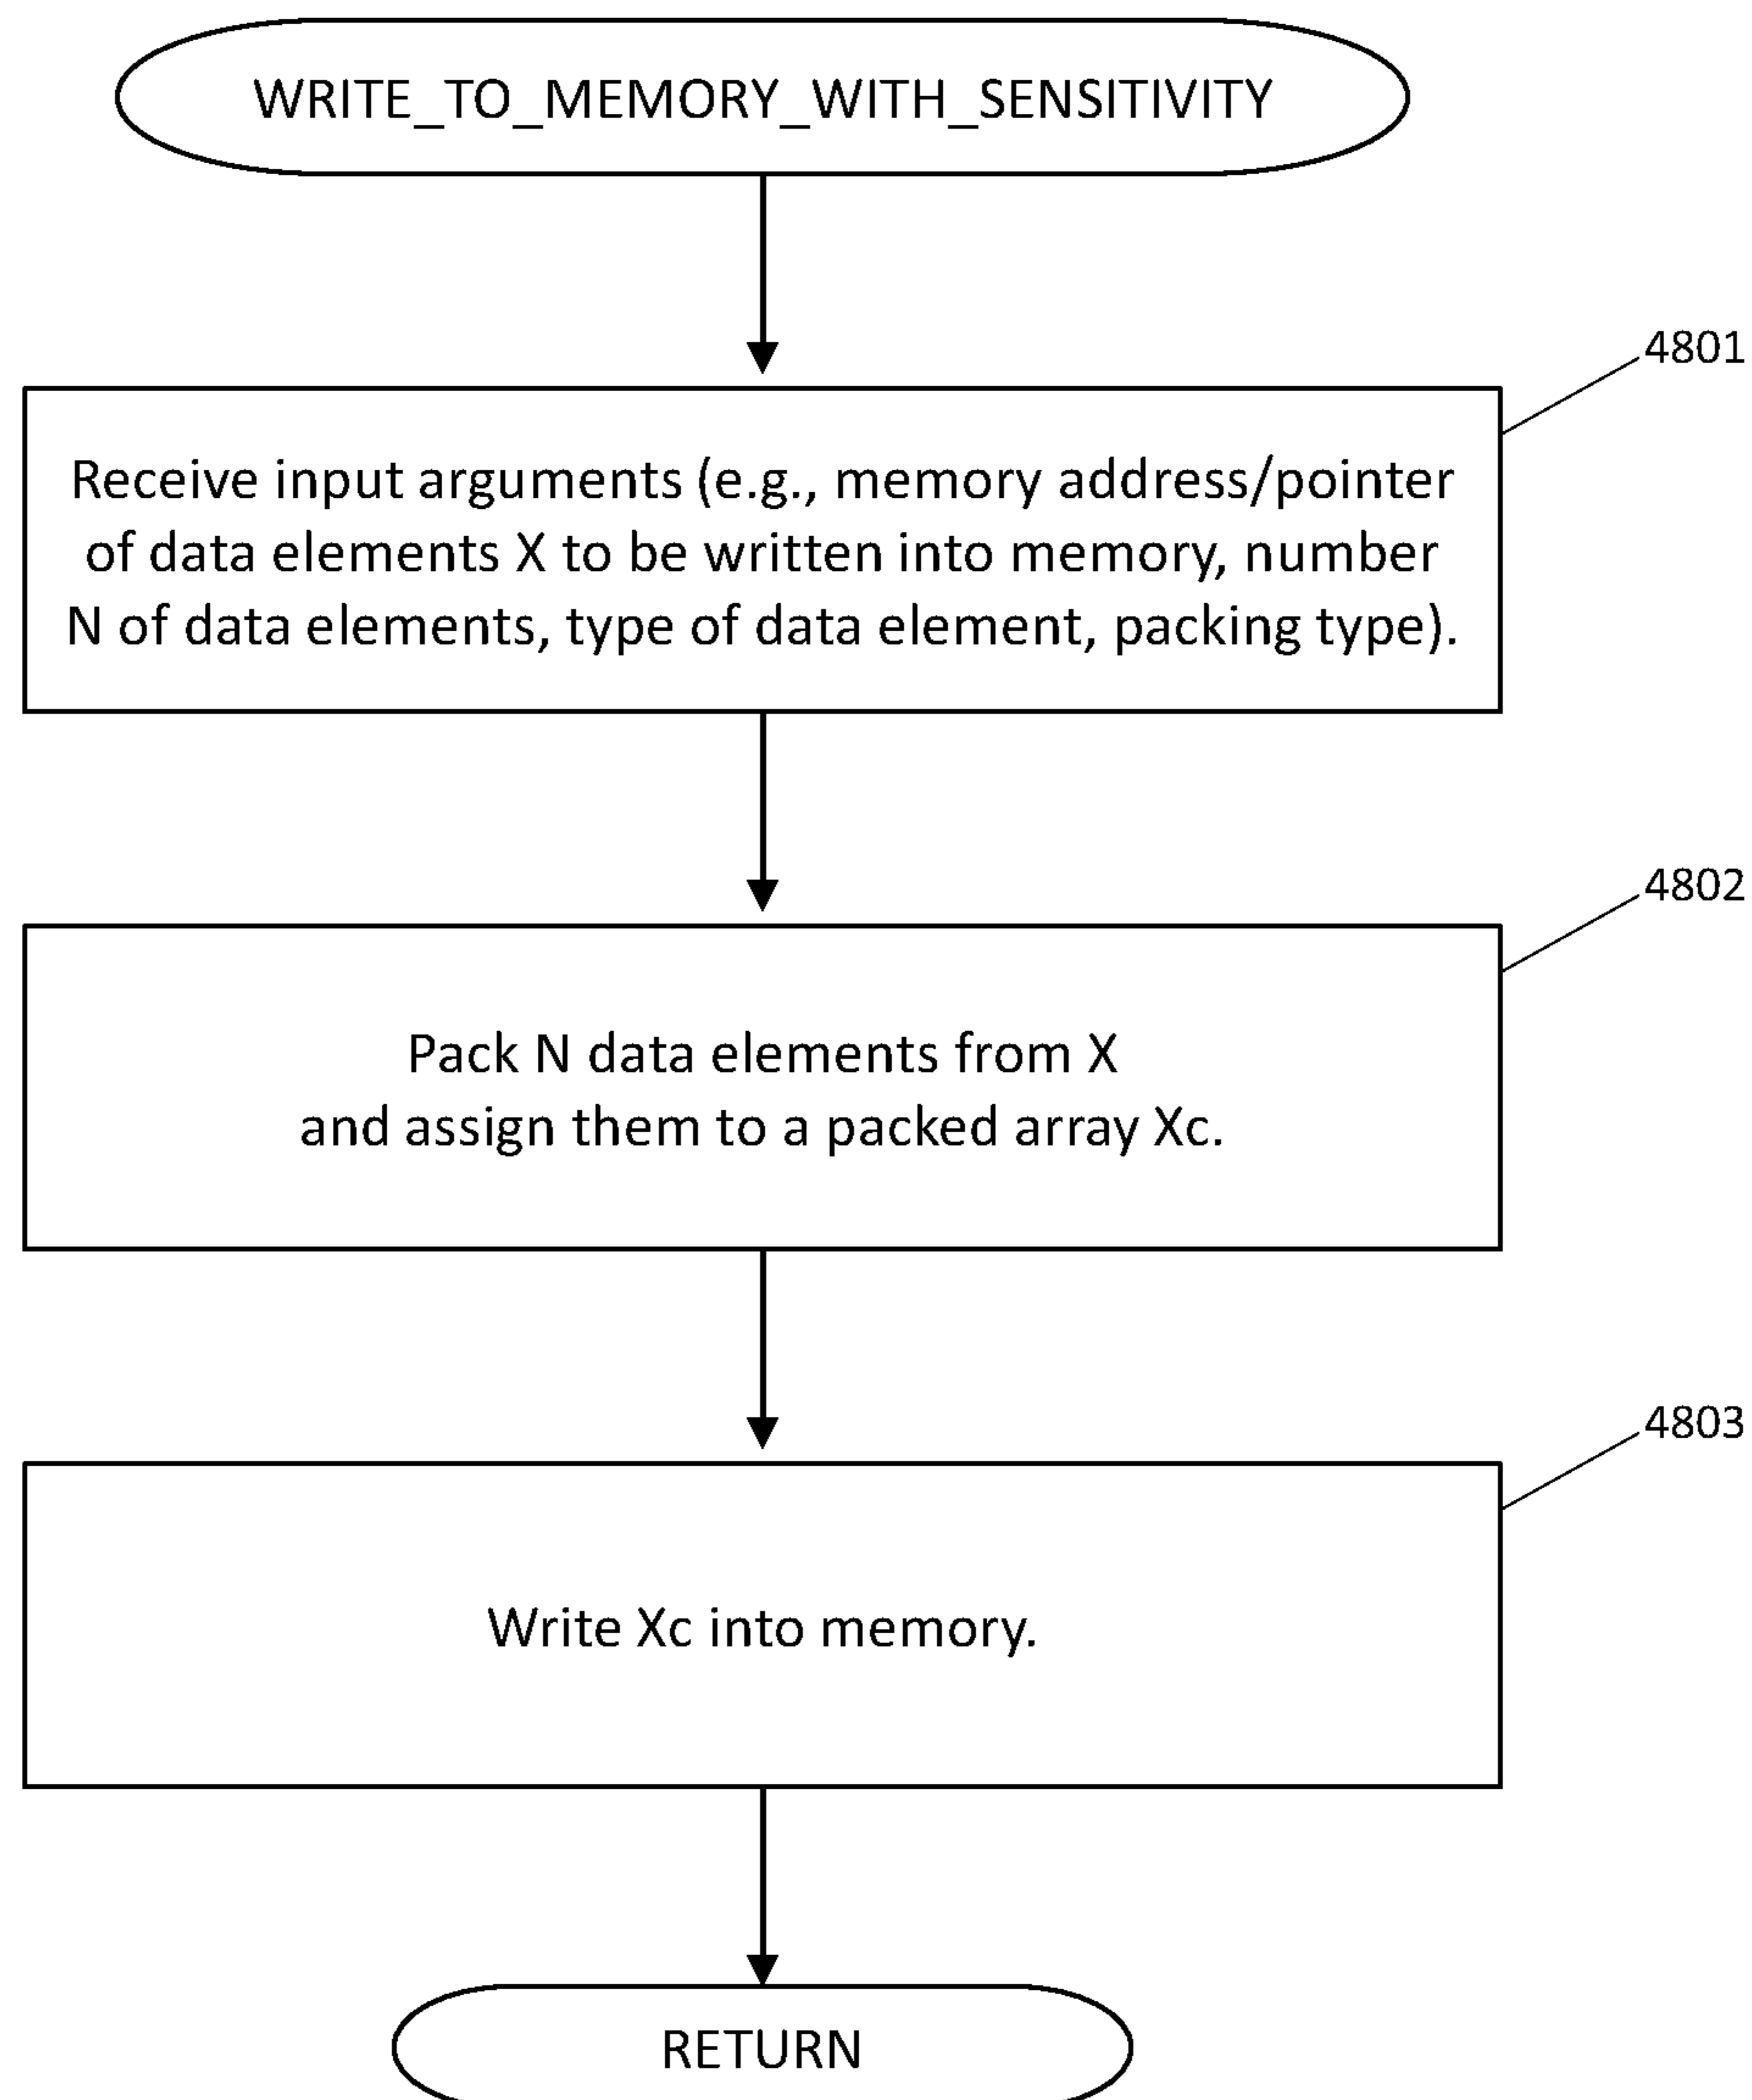 WRITE_TO_MEMORY_WITH_SENSITIVITY
4801
Receive input arguments (e.g., memory address/pointer
of data elements X to be written into memory, number
N of data elements, type of data element, packing type).
4802
Pack N data elements from X
and assign them to a packed array Xc.
4803
Write Xc into memory.
RETURN